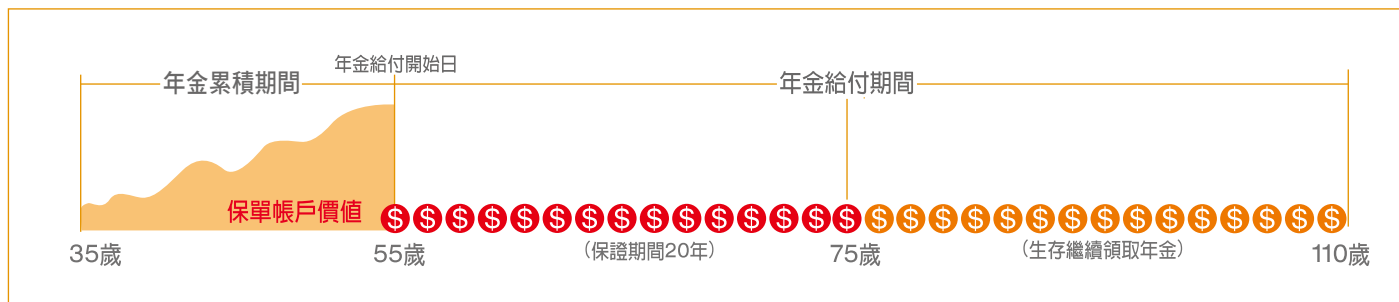 年金給付開始日
年金累積期間
年金給付期間
保單帳戶價值
$ $ $ $ $ $ $ $ $ $ $ $ $ $ $ $ $ $ $ $ $ $ $ $ $ $ $ $ $ $
35歲 55歲 (保證期間20年) 75歲 (生存繼續領取年金) 110歲